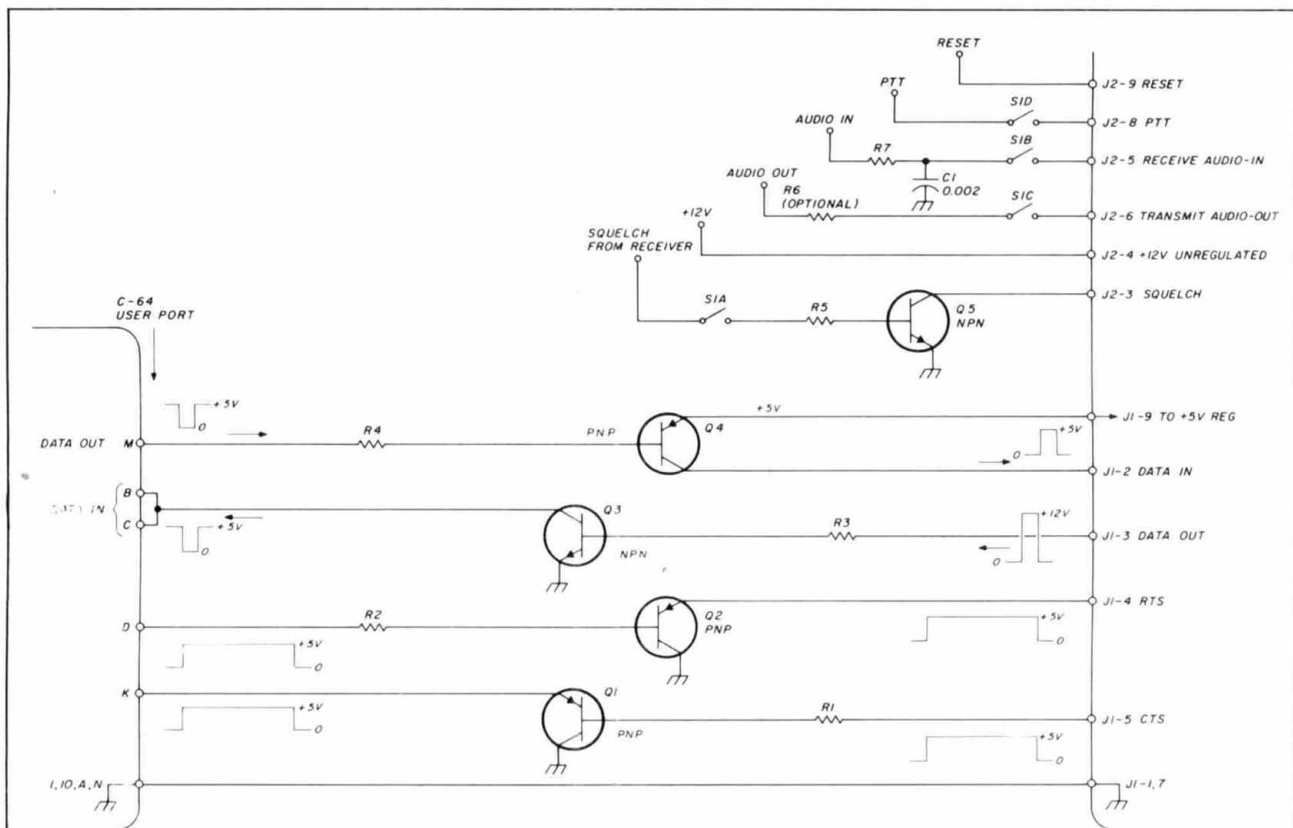 RESET
J2-9 RESET
PTT
S1D
J2-8 PTT
AUDIO IN
S1B
R7
J2-5 RECEIVE AUDIO-IN
C1
0.002
AUDIO OUT
R6
(OPTIONAL)
S1C
J2-6 TRANSMIT AUDIO-OUT
+12V
J2-4 +12V UNREGULATED
SQUELCH
FROM RECEIVER
J2-3 SQUELCH
S1A
R5
Q5
NPN
C-64
USER PORT
+5V
0
DATA OUT M
R4
PNP
Q4
+5V
J1-9 TO +5V REG
+5V
0
J1-2 DATA IN
B
DATA IN
C
+5V
0
Q3
NPN
R3
+12V
0
J1-3 DATA OUT
D
R2
Q2
PNP
J1-4 RTS
+5V
0
+5V
0
K
Q1
PNP
R1
J1-5 CTS
+5V
0
+5V
0
1,10,A,N
J1-1,7